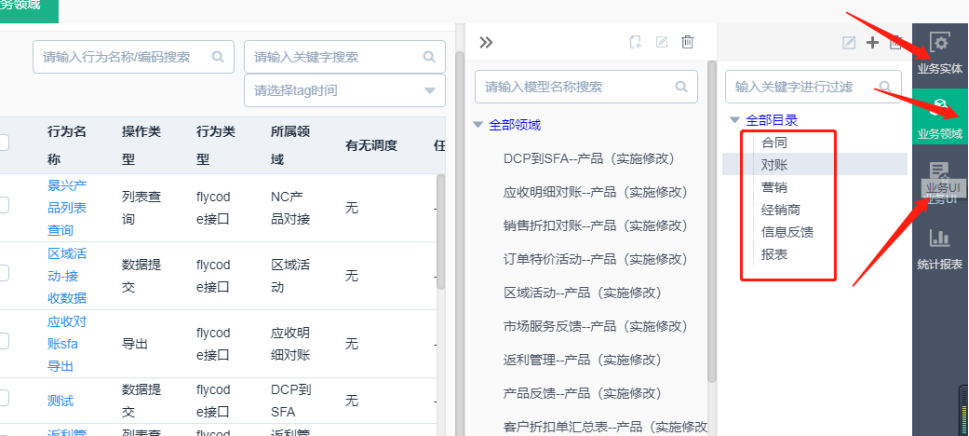 务领域
请输入行为名称/编码搜索
请输入关键字搜索
请选择tag时间
行为名称
操作类型
行为类型
所属领域
有无调度
任
景兴产品列表查询
列表查询
flycode接口
NC产品对接
无
区域活动-接收数据
数据提交
flycode接口
区域活动
无
应收对账sfa导出
导出
flycode接口
应收明细对账
无
测试
数据提交
flycode接口
DCP到SFA
无
返利管
列表查
flycod
返利管
请输入模型名称搜索
全部领域
DCP到SFA--产品（实施修改）
应收明细对账--产品（实施修改）
销售折扣对账--产品（实施修改）
订单特价活动--产品（实施修改）
区域活动--产品（实施修改）
市场服务反馈--产品（实施修改）
返利管理--产品（实施修改）
产品反馈--产品（实施修改）
客户折扣单汇总表--产品（实施修改
输入关键字进行过滤
全部目录
合同
对账
营销
经销商
信息反馈
报表
业务实体
业务领域
业务UI
业务UI
统计报表